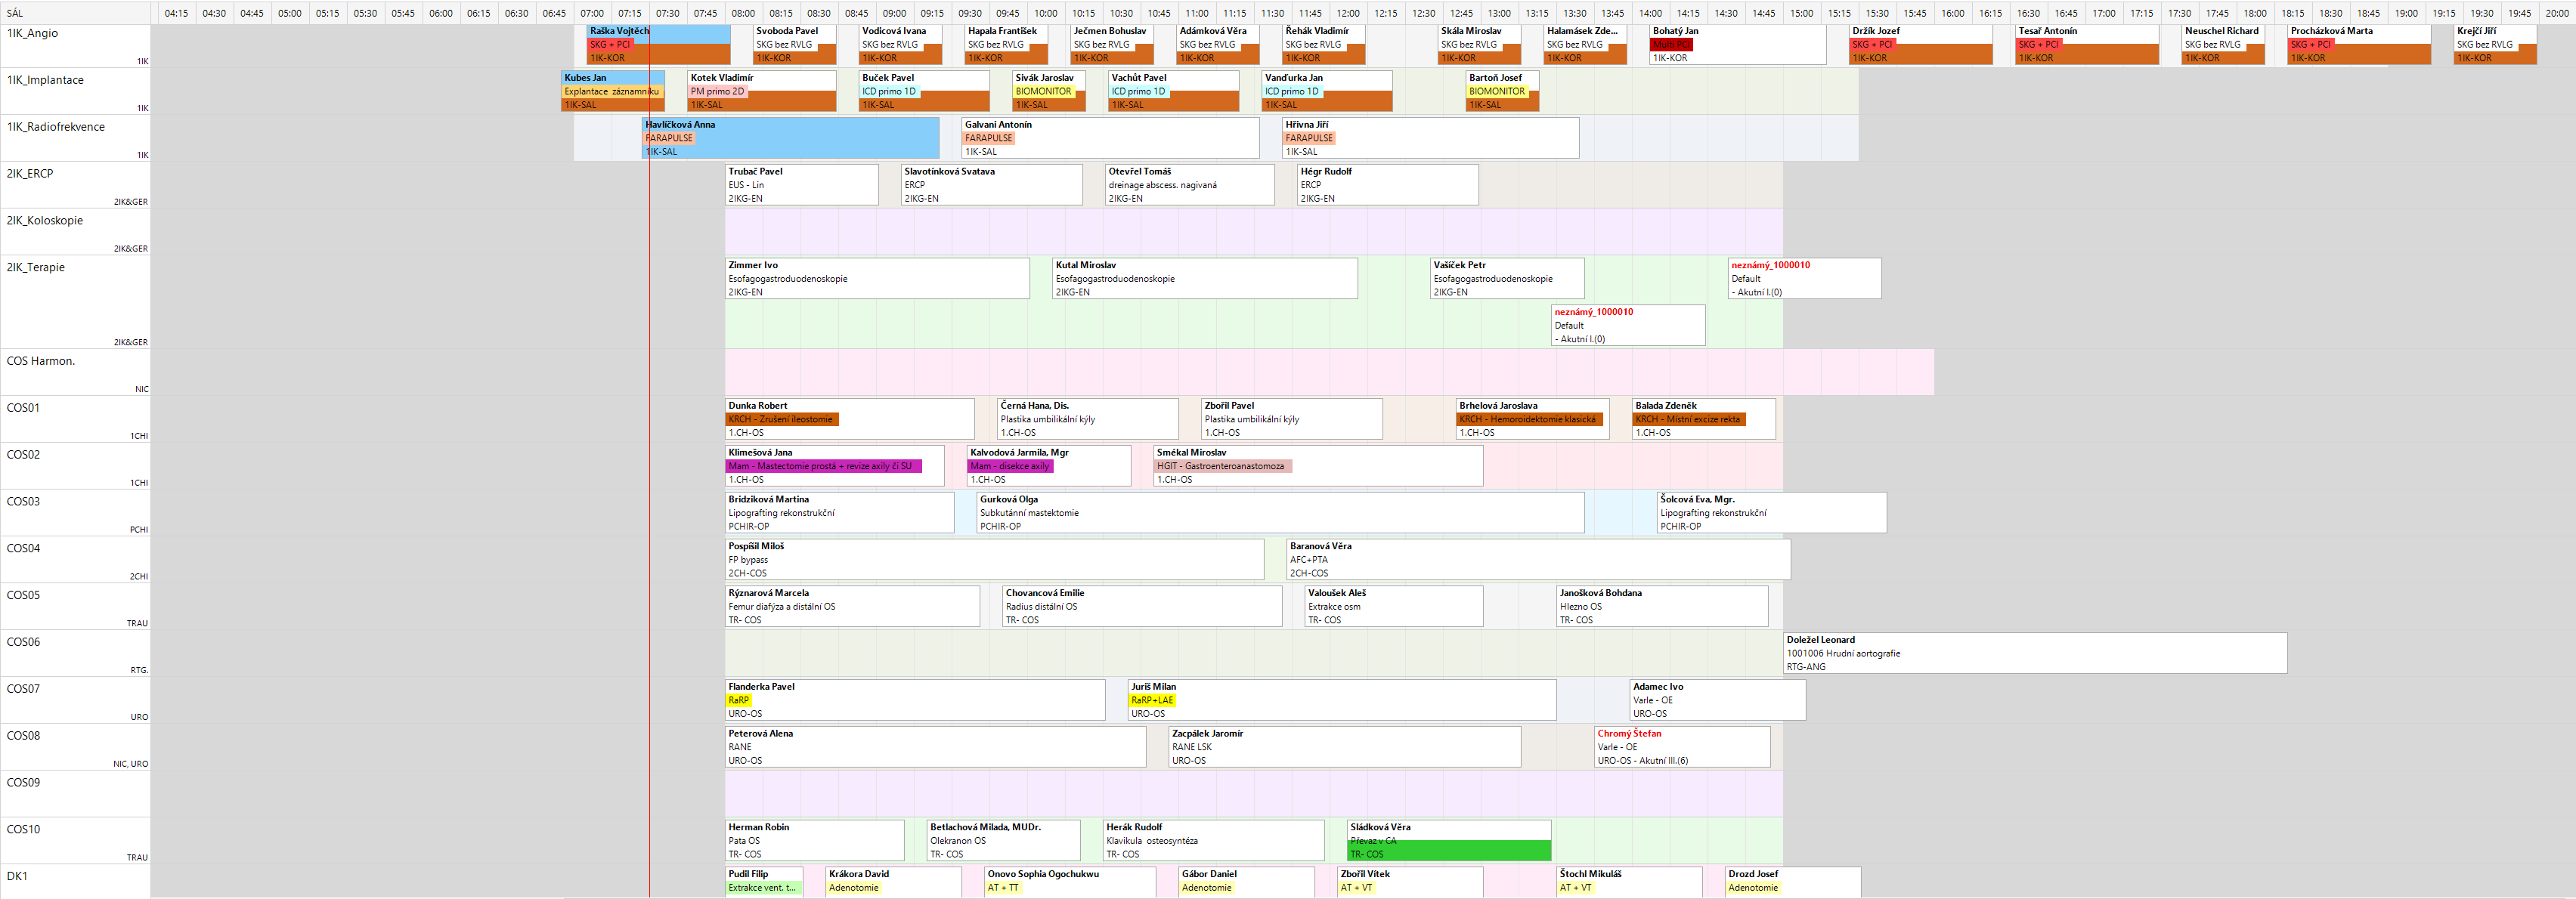 SÁL 04:15 04:30 04:45 05:00 05:15 05:30 05:45 06:00 06:15 06:30 06:45 07:00 07:15 07:30 07:45 08:00 08:15 08:30 08:45 09:00 09:15 09:30 09:45 10:00 10:15 10:30 10:45 11:00 11:15 11:30 11:45 12:00 12:15 12:30 12:45 13:00 13:15 13:30 13:45 14:00 14:15 14:30 14:45 15:00 15:15 15:30 15:45 16:00 16:15 16:30 16:45 17:00 17:15 17:30 17:45 18:00 18:15 18:30 18:45 19:00 19:15 19:30 19:45 20:00
1IK_Angio Raška Vojtěch Svoboda Pavel Vodicová Ivana Hapala František Ječmen Bohuslav Adámková Věra Řehák Vladimír Skála Miroslav Halamásek Zde... Bohatý Jan Držík Jozef Tesař Antonín Neuschel Richard Procházková Marta Krejčí Jiří
SKG + PCI SKG bez RVLG SKG bez RVLG SKG bez RVLG SKG bez RVLG SKG bez RVLG SKG bez RVLG SKG bez RVLG SKG bez RVLG Multi PCI SKG + PCI SKG + PCI SKG bez RVLG SKG + PCI SKG bez RVLG
1IK 1IK-KOR 1IK-KOR 1IK-KOR 1IK-KOR 1IK-KOR 1IK-KOR 1IK-KOR 1IK-KOR 1IK-KOR 1IK-KOR 1IK-KOR 1IK-KOR 1IK-KOR 1IK-KOR 1IK-KOR
1IK_Implantace Kubes Jan Kotek Vladimír Buček Pavel Sivák Jaroslav Vachůt Pavel Vanďurka Jan Bartoň Josef
Explantace záznamníku PM primo 2D ICD primo 1D BIOMONITOR ICD primo 1D ICD primo 1D BIOMONITOR
1IK 1IK-SAL 1IK-SAL 1IK-SAL 1IK-SAL 1IK-SAL 1IK-SAL 1IK-SAL
1IK_Radiofrekvence Havlíčková Anna Galvani Antonín Hřivna Jiří
FARAPULSE FARAPULSE FARAPULSE
1IK 1IK-SAL 1IK-SAL 1IK-SAL
2IK_ERCP Trubač Pavel Slavotínková Svatava Otevřel Tomáš Hégr Rudolf
EUS - Lin ERCP dreinage abscess. nagivaná ERCP
2IK&GER 2IKG-EN 2IKG-EN 2IKG-EN 2IKG-EN
2IK_Koloskopie
2IK&GER
2IK_Terapie Zimmer Ivo Kutal Miroslav Vašíček Petr neznámý_1000010
Esofagogastroduodenoskopie Esofagogastroduodenoskopie Esofagogastroduodenoskopie Default
2IKG-EN 2IKG-EN 2IKG-EN - Akutní I.(0)
neznámý_1000010
Default
2IK&GER - Akutní I.(0)
COS Harmon.
NIC
COS01 Dunka Robert Černá Hana, Dis. Zbořil Pavel Brhelová Jaroslava Balada Zdeněk
KRCH - Zrušení ileostomie Plastika umbilikální kýly Plastika umbilikální kýly KRCH - Hemoroidektomie klasická KRCH - Místní excize rekta
1CHI 1.CH-OS 1.CH-OS 1.CH-OS 1.CH-OS 1.CH-OS
COS02 Klimešová Jana Kalvodová Jarmila, Mgr Smékal Miroslav
Mam - Mastectomie prostá + revize axily či SU Mam - disekce axily HGIT - Gastroenteroanastomoza
1CHI 1.CH-OS 1.CH-OS 1.CH-OS
COS03 Bridziková Martina Gurková Olga Šolcová Eva, Mgr.
Lipografting rekonstrukční Subkutánní mastektomie Lipografting rekonstrukční
PCHI PCHIR-OP PCHIR-OP PCHIR-OP
COS04 Pospíšil Miloš Baranová Věra
FP bypass AFC+PTA
2CHI 2CH-COS 2CH-COS
COS05 Rýznarová Marcela Chovancová Emilie Valoušek Aleš Janošková Bohdana
Femur diafýza a distální OS Radius distální OS Extrakce osm Hlezno OS
TRAU TR- COS TR- COS TR- COS TR- COS
COS06 Doležel Leonard
1001006 Hrudní aortografie
RTG. RTG-ANG
COS07 Flanderka Pavel Juriš Milan Adamec Ivo
RaRP RaRP+LAE Varle - OE
URO URO-OS URO-OS URO-OS
COS08 Peterová Alena Zacpálek Jaromír Chromý Štefan
RANE RANE LSK Varle - OE
NIC, URO URO-OS URO-OS URO-OS - Akutní III.(6)
COS09
COS10 Herman Robin Betlachová Milada, MUDr. Herák Rudolf Sládková Věra
Pata OS Olekranon OS Klavikula osteosyntéza Převaz v CA
TRAU TR- COS TR- COS TR- COS TR- COS
DK1 Pudil Filip Krákora David Onovo Sophia Ogochukwu Gábor Daniel Zbořil Vítek Štochl Mikuláš Drozd Josef
Extrakce vent. t... Adenotomie AT + TT Adenotomie AT + VT AT + VT Adenotomie